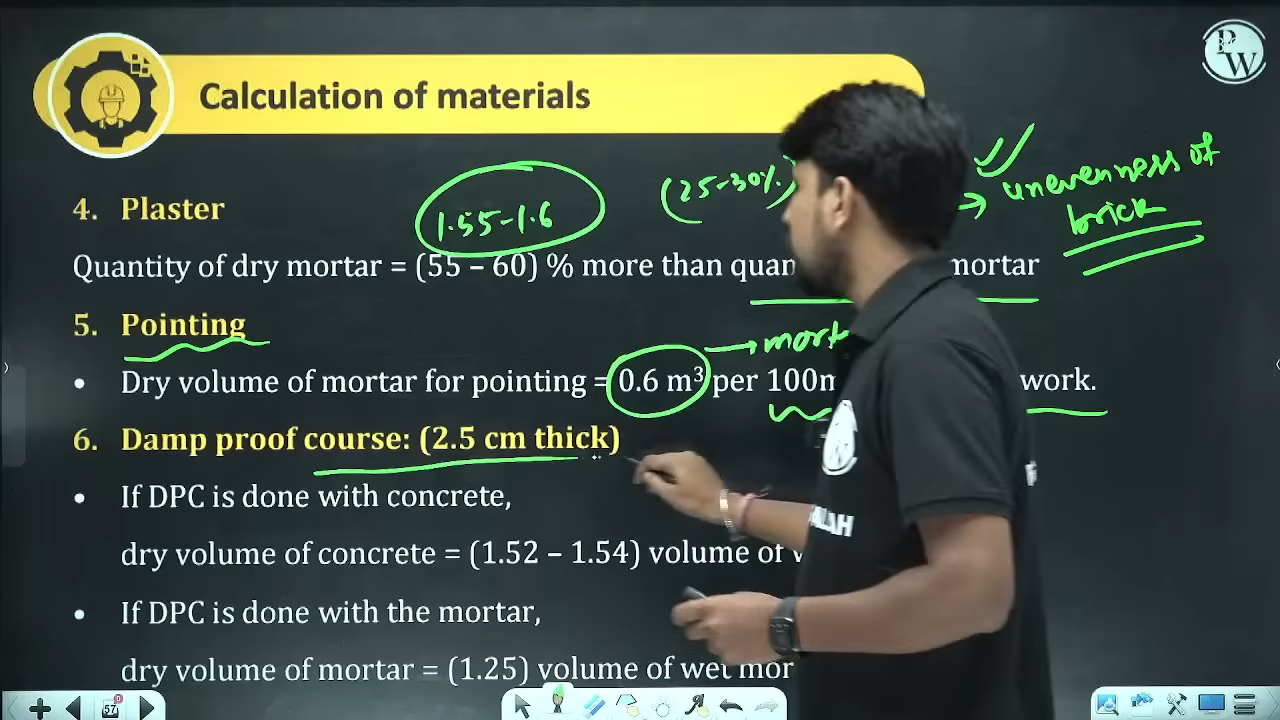 Calculation of materials
PW
4. Plaster
1.55-1.6
(25-30%)
→ unevenness of
brick
Quantity of dry mortar = (55 – 60) % more than quan mortar
5. Pointing
→ mort
• Dry volume of mortar for pointing = 0.6 m³ per 100m work.
6. Damp proof course: (2.5 cm thick)
• If DPC is done with concrete,
dry volume of concrete = (1.52 – 1.54) volume of
• If DPC is done with the mortar,
dry volume of mortar = (1.25) volume of wet mor
57